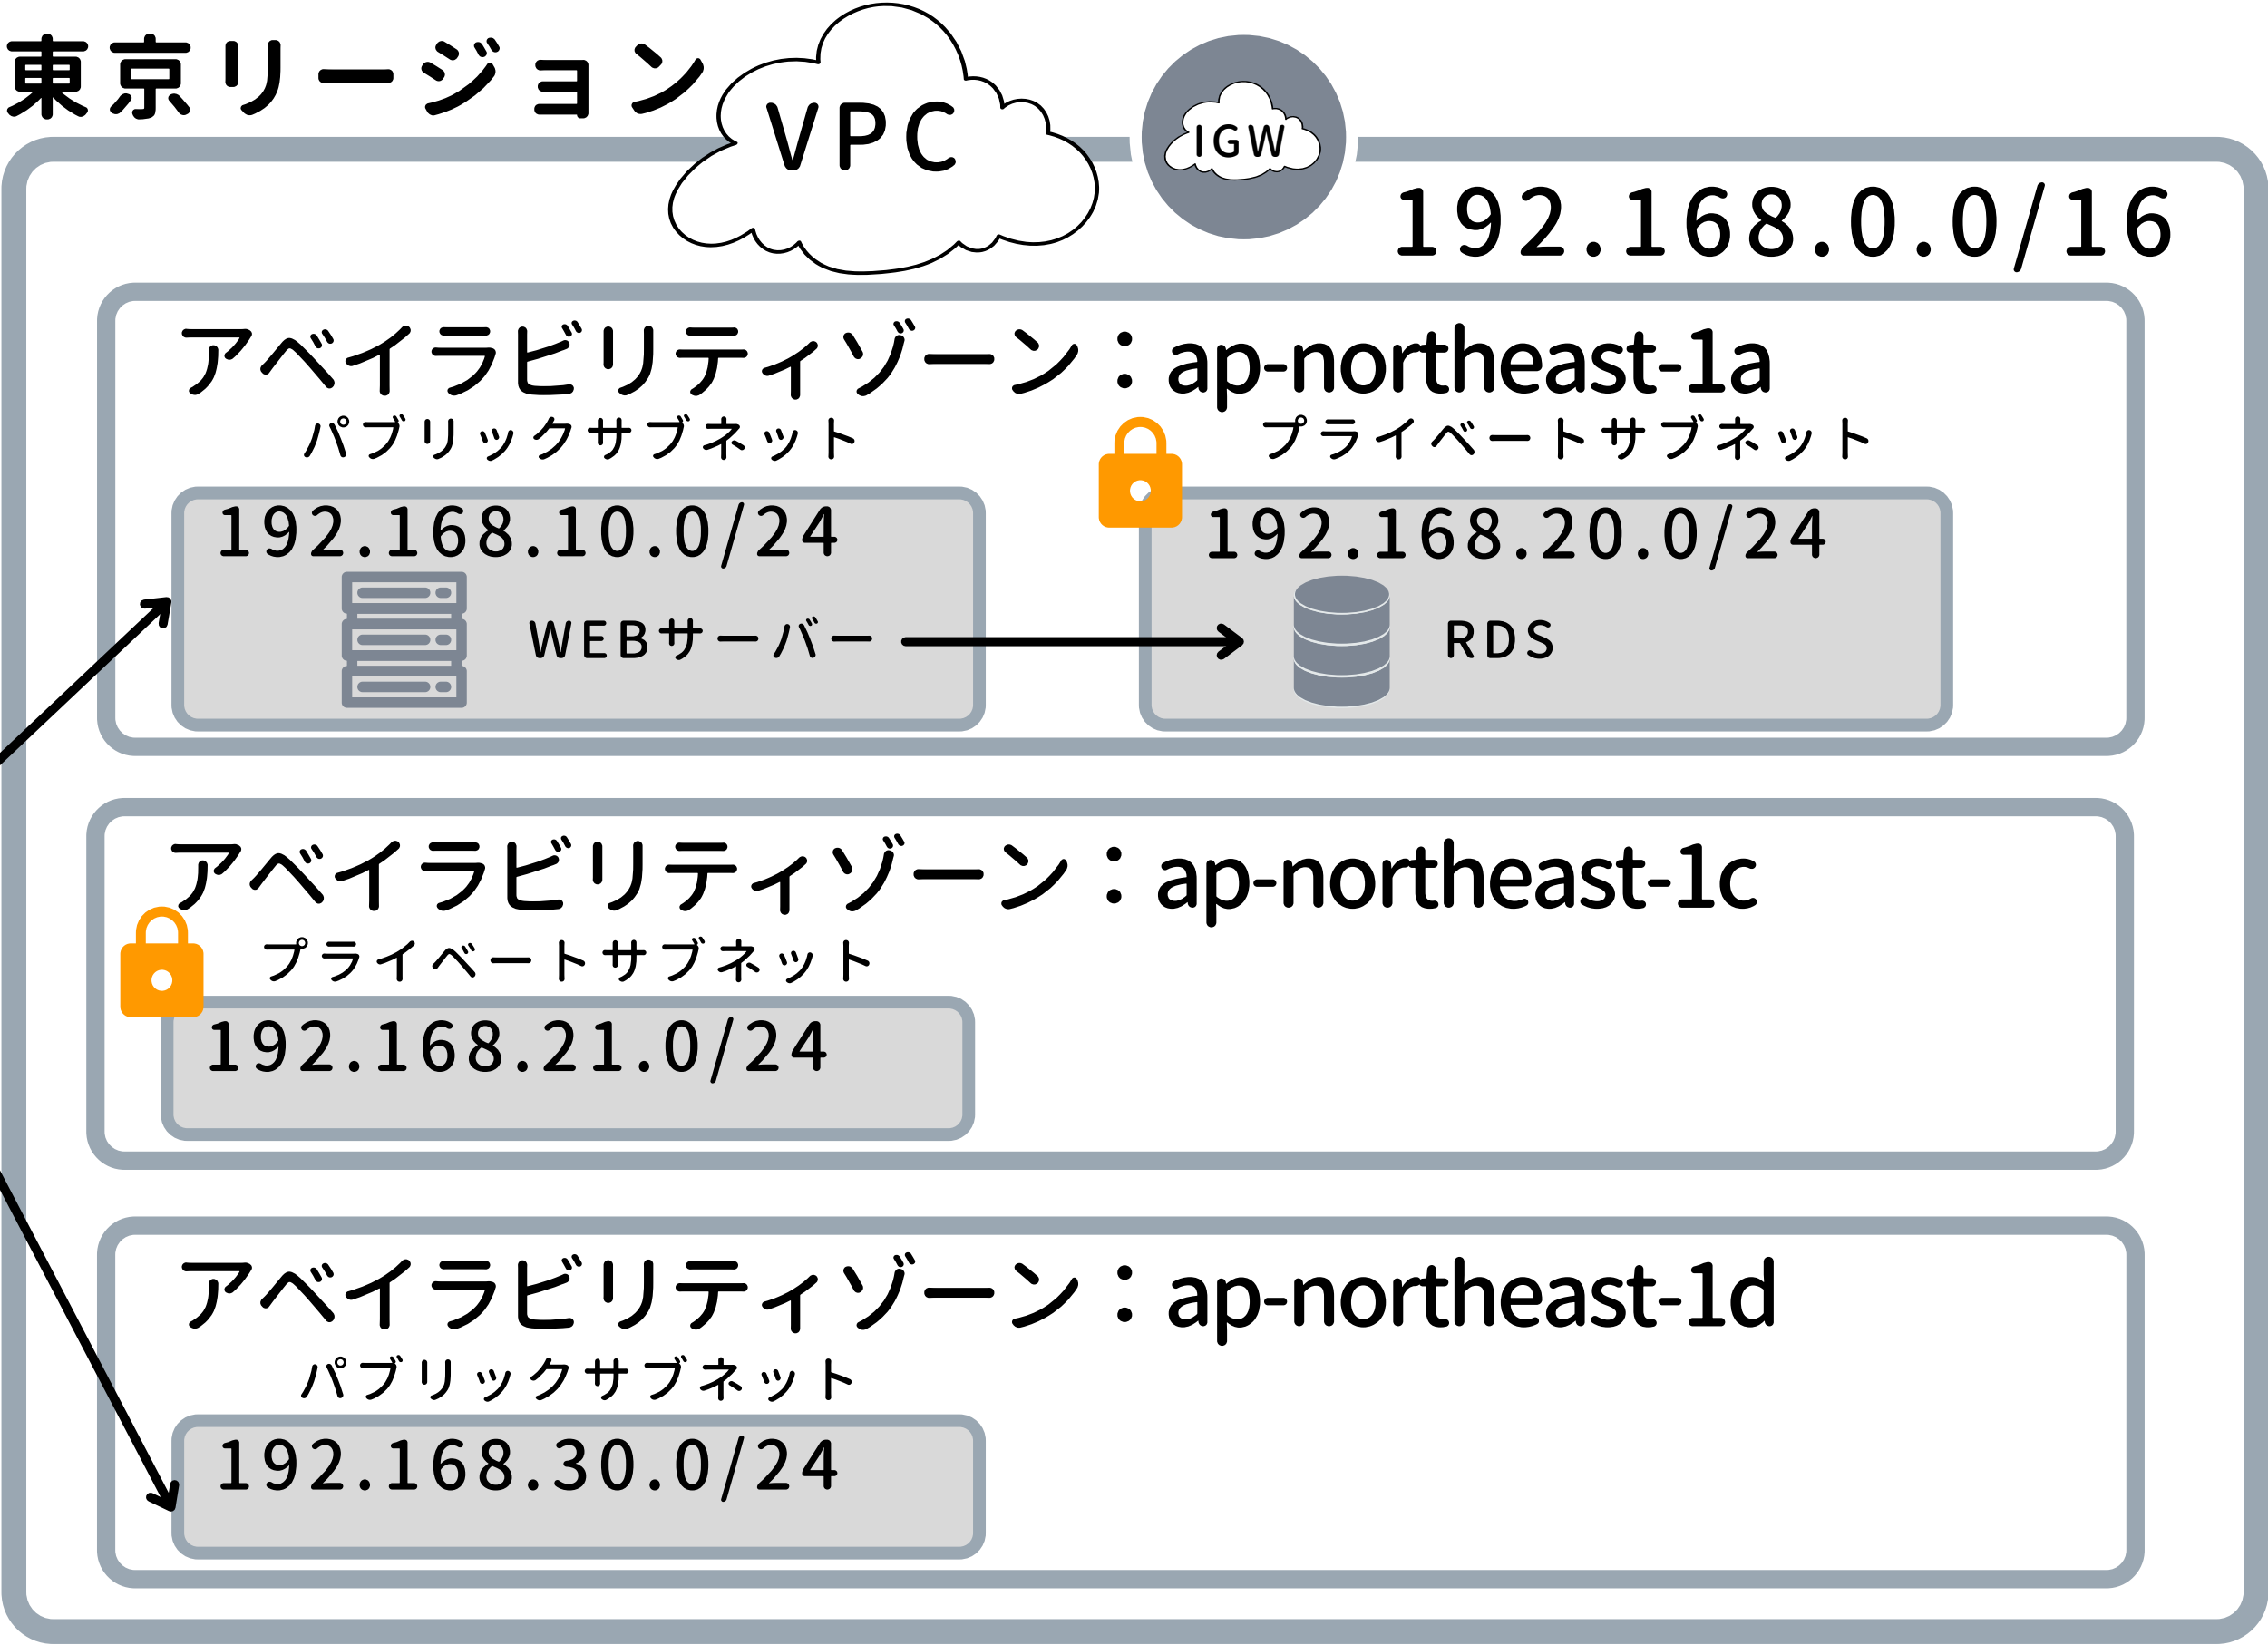 東京リージョン
VPC
IGW
192.168.0.0/16
アベイラビリティゾーン：ap-northeast-1a
パブリックサブネット
プライベートサブネット
192.168.10.0/24
192.168.20.0/24
WEBサーバー
RDS
アベイラビリティゾーン：ap-northeast-1c
プライベートサブネット
192.168.21.0/24
アベイラビリティゾーン：ap-northeast-1d
パブリックサブネット
192.168.30.0/24